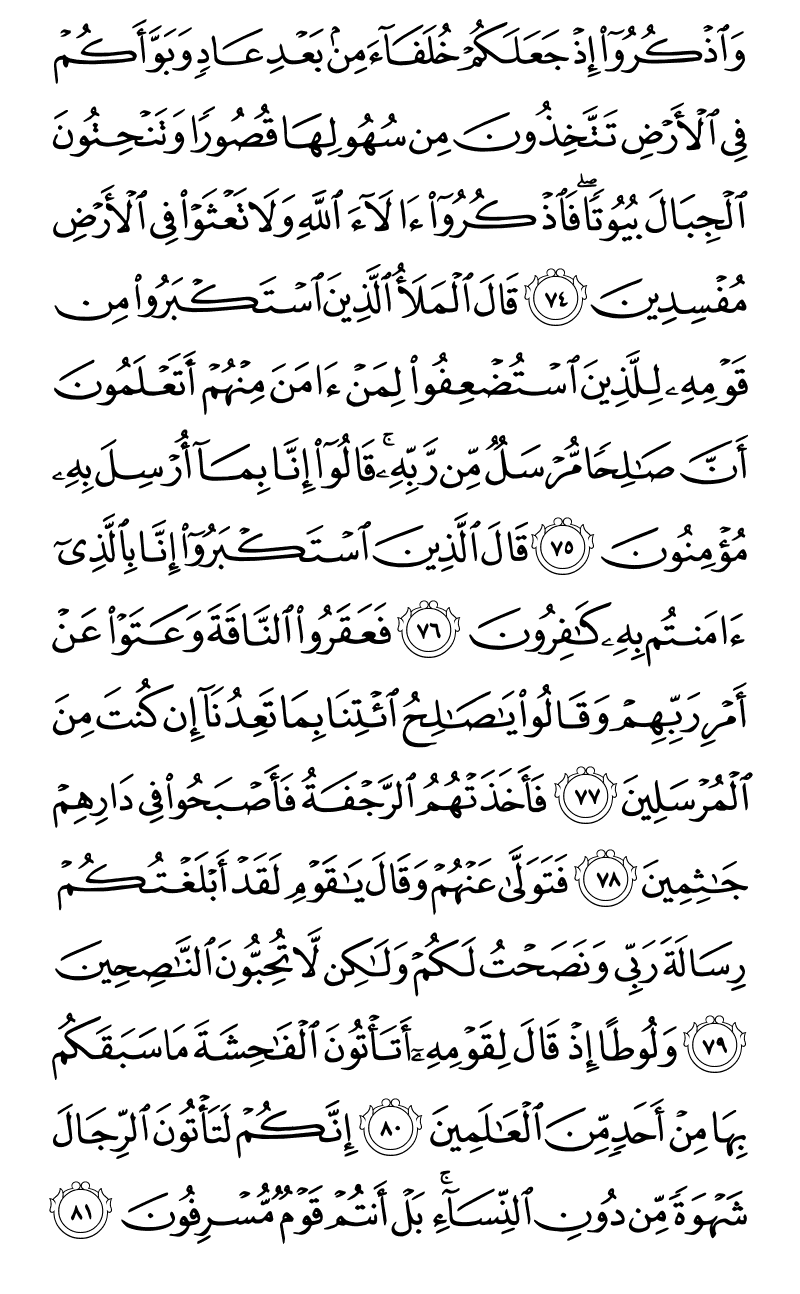 وَٱذۡكُرُوٓاْ إِذۡ جَعَلَكُمۡ خُلَفَآءَ مِنۢ بَعۡدِ عَادٖ وَبَوَّأَكُمۡ
فِي ٱلۡأَرۡضِ تَتَّخِذُونَ مِن سُهُولِهَا قُصُورٗا وَتَنۡحِتُونَ
ٱلۡجِبَالَ بُيُوتٗاۖ فَٱذۡكُرُوٓاْ ءَالَآءَ ٱللَّهِ وَلَا تَعۡثَوۡاْ فِي ٱلۡأَرۡضِ
مُفۡسِدِينَ ٧٤ قَالَ ٱلۡمَلَأُ ٱلَّذِينَ ٱسۡتَكۡبَرُواْ مِن
قَوۡمِهِۦ لِلَّذِينَ ٱسۡتُضۡعِفُواْ لِمَنۡ ءَامَنَ مِنۡهُمۡ أَتَعۡلَمُونَ
أَنَّ صَٰلِحٗا مُّرۡسَلٞ مِّن رَّبِّهِۦۚ قَالُوٓاْ إِنَّا بِمَآ أُرۡسِلَ بِهِۦ
مُؤۡمِنُونَ ٧٥ قَالَ ٱلَّذِينَ ٱسۡتَكۡبَرُوٓاْ إِنَّا بِٱلَّذِيٓ
ءَامَنتُم بِهِۦ كَٰفِرُونَ ٧٦ فَعَقَرُواْ ٱلنَّاقَةَ وَعَتَوۡاْ عَنۡ
أَمۡرِ رَبِّهِمۡ وَقَالُواْ يَٰصَٰلِحُ ٱئۡتِنَا بِمَا تَعِدُنَآ إِن كُنتَ مِنَ
ٱلۡمُرۡسَلِينَ ٧٧ فَأَخَذَتۡهُمُ ٱلرَّجۡفَةُ فَأَصۡبَحُواْ فِي دَارِهِمۡ
جَٰثِمِينَ ٧٨ فَتَوَلَّىٰ عَنۡهُمۡ وَقَالَ يَٰقَوۡمِ لَقَدۡ أَبۡلَغۡتُكُمۡ
رِسَالَةَ رَبِّي وَنَصَحۡتُ لَكُمۡ وَلَٰكِن لَّا تُحِبُّونَ ٱلنَّٰصِحِينَ
٧٩ وَلُوطًا إِذۡ قَالَ لِقَوۡمِهِۦٓ أَتَأۡتُونَ ٱلۡفَٰحِشَةَ مَا سَبَقَكُم
بِهَا مِنۡ أَحَدٖ مِّنَ ٱلۡعَٰلَمِينَ ٨٠ إِنَّكُمۡ لَتَأۡتُونَ ٱلرِّجَالَ
شَهۡوَةٗ مِّن دُونِ ٱلنِّسَآءِۚ بَلۡ أَنتُمۡ قَوۡمٞ مُّسۡرِفُونَ ٨١